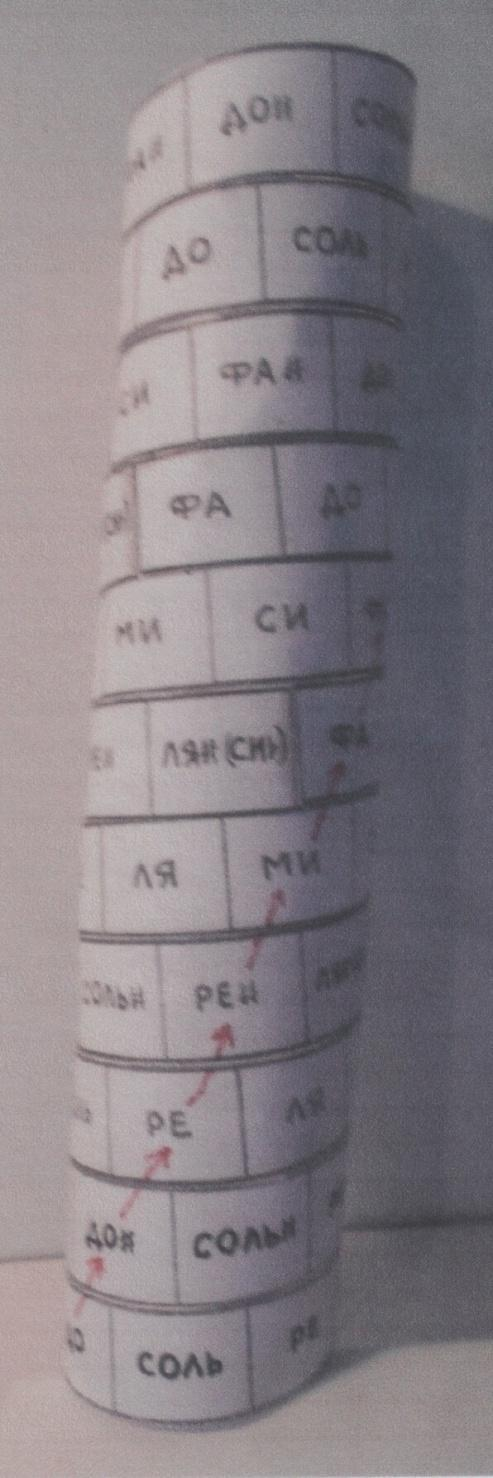 ДО♯
ДО СОЛЬ
СИ ФА♯
ФА ДО
МИ СИ
ЛЯ♯(СИ♭) ФА
ЛЯ МИ
СОЛЬ♯ РЕ♯
РЕ ЛЯ
ДО♯ СОЛЬ♯
СОЛЬ РЕ